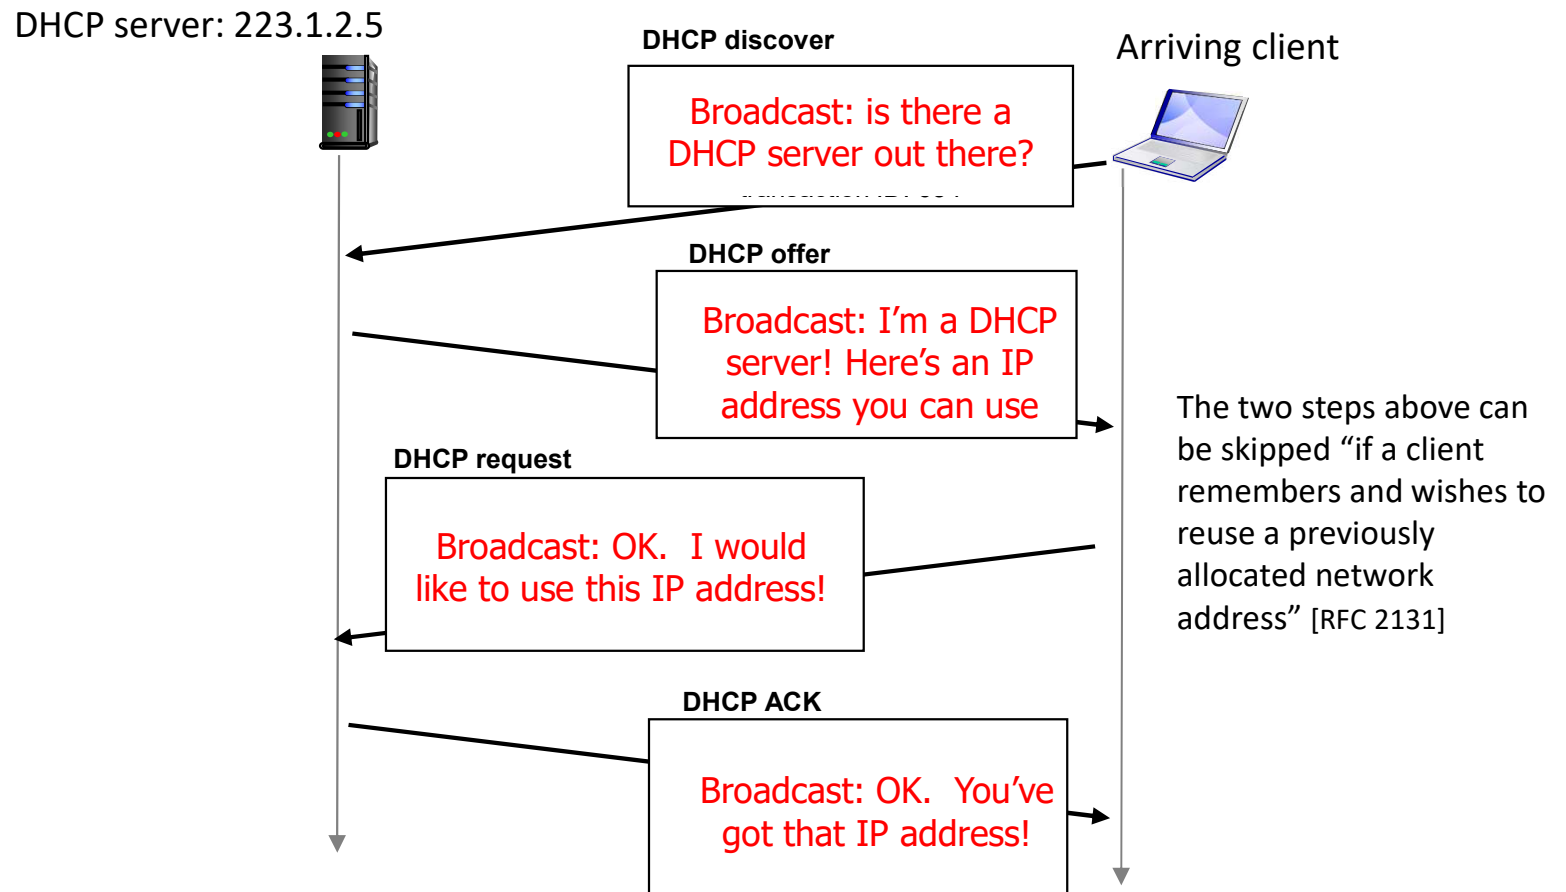 DHCP server: 223.1.2.5
DHCP discover
Arriving client
Broadcast: is there a
DHCP server out there?
DHCP offer
Broadcast: I’m a DHCP
server! Here’s an IP
address you can use
The two steps above can
be skipped “if a client
remembers and wishes to
reuse a previously
allocated network
address” [RFC 2131]
DHCP request
Broadcast: OK.  I would
like to use this IP address!
DHCP ACK
Broadcast: OK.  You’ve
got that IP address!